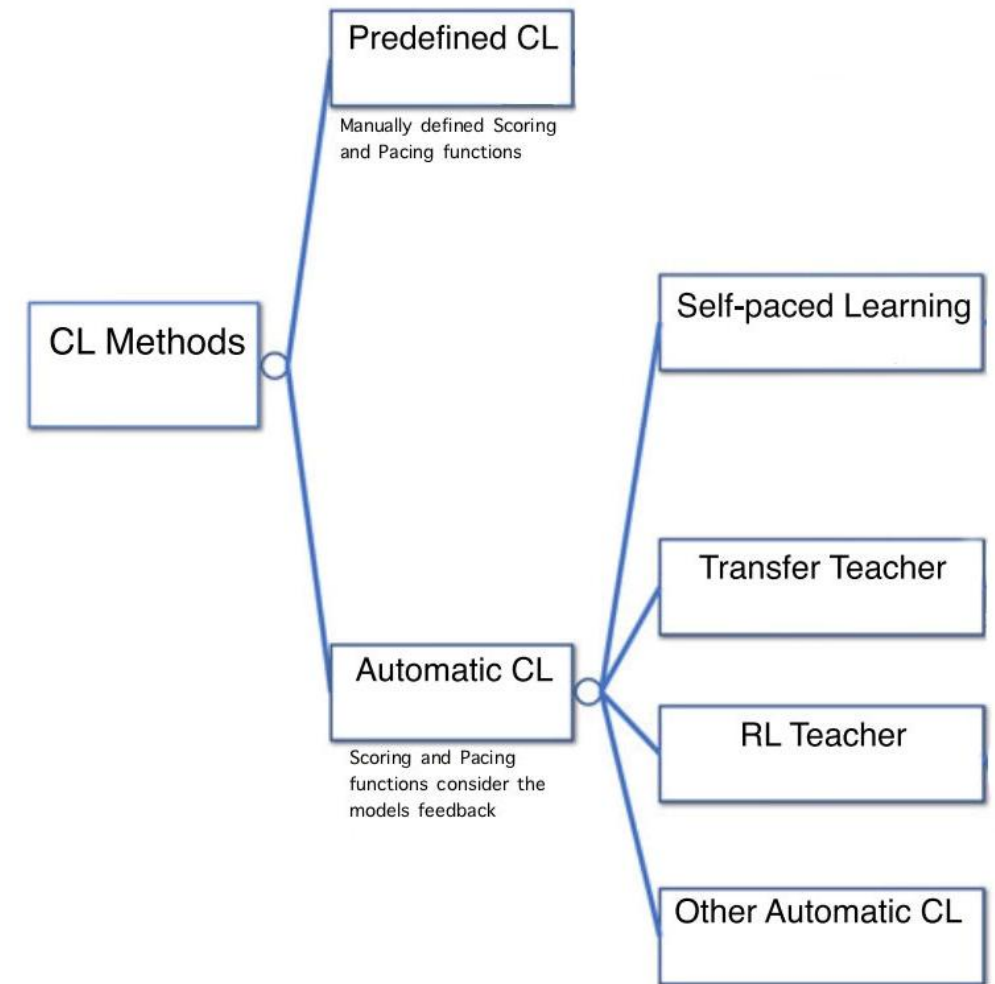 Predefined CL
Manually defined Scoring
and Pacing functions
CL Methods
Self-paced Learning
Transfer Teacher
Automatic CL
RL Teacher
Scoring and Pacing
functions consider the
models feedback
Other Automatic CL